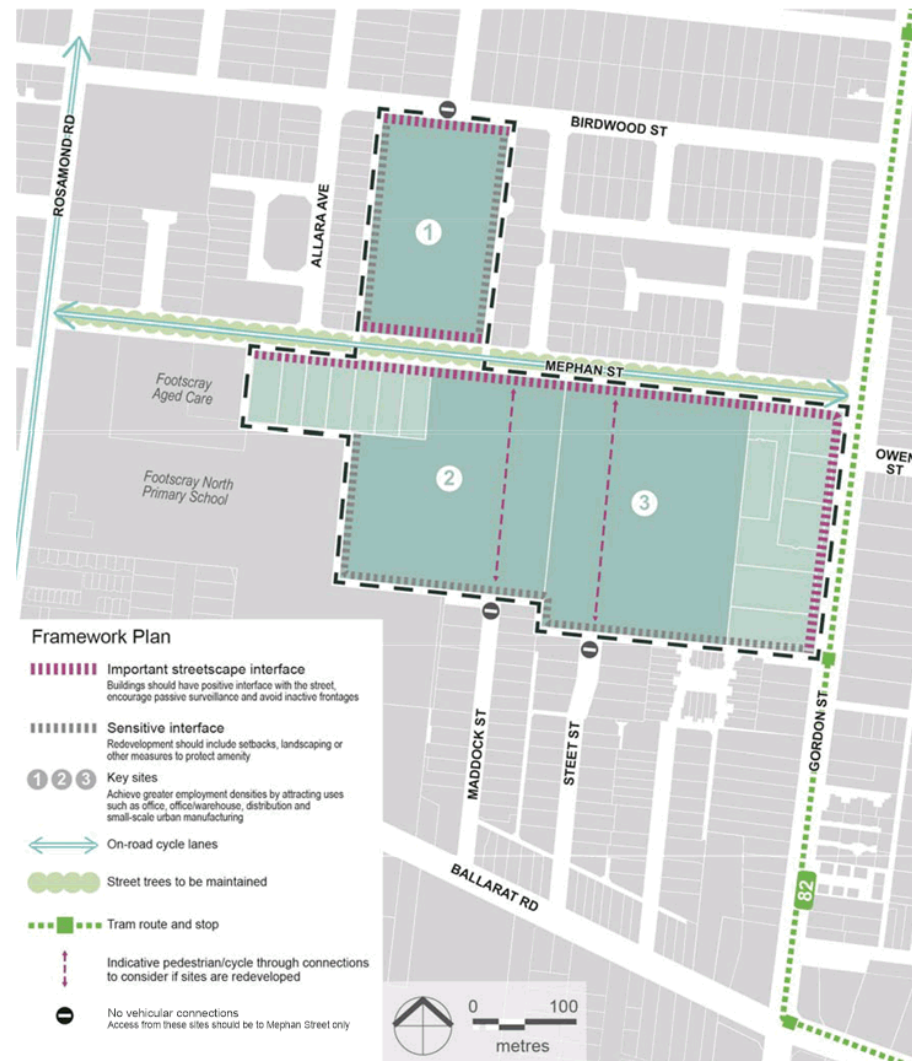 BIRDWOOD ST
ROSAMOND RD
ALLARA AVE
1
MEPHAN ST
Footscray
Aged Care
OWEN
ST
Footscray North
Primary School
2
3
GORDON ST
MADDOCK ST
STEET ST
BALLARAT RD
82
Framework Plan
Important streetscape interface
Buildings should have positive interface with the street,
encourage passive surveillance and avoid inactive frontages
Sensitive interface
Redevelopment should include setbacks, landscaping or
other measures to protect amenity
1 2 3 Key sites
Achieve greater employment densities by attracting uses
such as office, office/warehouse, distribution and
small-scale urban manufacturing
On-road cycle lanes
Street trees to be maintained
Tram route and stop
Indicative pedestrian/cycle through connections
to consider if sites are redeveloped
No vehicular connections
Access from these sites should be to Mephan Street only
0 100
metres